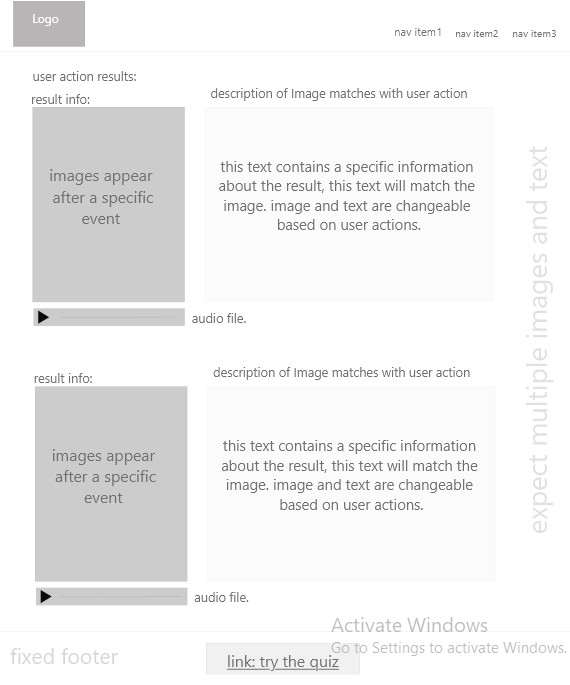 Logo
nav item1
nav item2
nav item3
user action results:
result info:
description of Image matches with user action
images appear
after a specific
event
this text contains a specific information
about the result, this text will match the
image. image and text are changeable
based on user actions.
audio file.
expect multiple images and text
result info:
description of Image matches with user action
images appear
after a specific
event
this text contains a specific information
about the result, this text will match the
image. image and text are changeable
based on user actions.
audio file.
Activate Windows
Go to Settings to activate Windows.
fixed footer
link: try the quiz